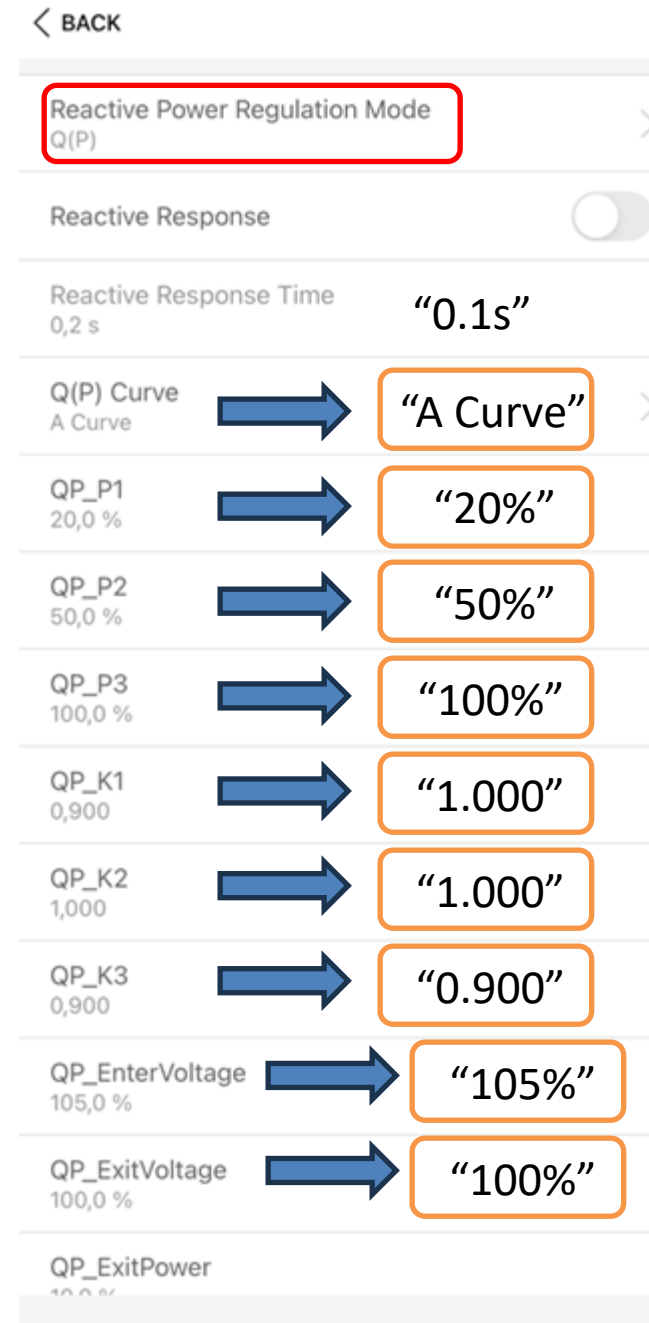 BACK
Reactive Power Regulation Mode
Q(P)
Reactive Response
Reactive Response Time
0,2 s
“0.1s”
Q(P) Curve
A Curve
“A Curve”
QP_P1
20,0 %
“20%”
QP_P2
50,0 %
“50%”
QP_P3
100,0 %
“100%”
QP_K1
0,900
“1.000”
QP_K2
1,000
“1.000”
QP_K3
0,900
“0.900”
QP_EnterVoltage
105,0 %
“105%”
QP_ExitVoltage
100,0 %
“100%”
QP_ExitPower